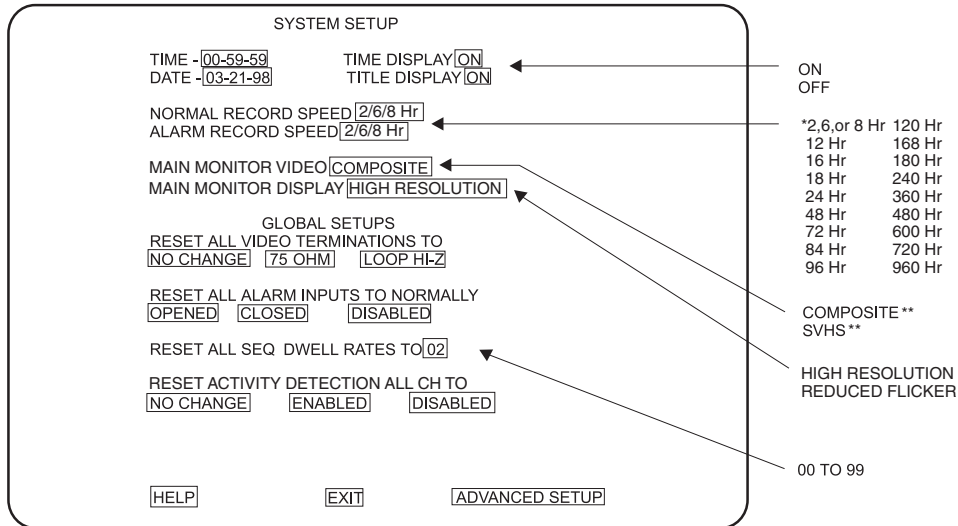 SYSTEM SETUP
TIME - 00-59-59 TIME DISPLAY ON
DATE - 03-21-98 TITLE DISPLAY ON
NORMAL RECORD SPEED 2/6/8 Hr
ALARM RECORD SPEED 2/6/8 Hr
MAIN MONITOR VIDEO COMPOSITE
MAIN MONITOR DISPLAY HIGH RESOLUTION
GLOBAL SETUPS
RESET ALL VIDEO TERMINATIONS TO
NO CHANGE 75 OHM LOOP HI-Z
RESET ALL ALARM INPUTS TO NORMALLY
OPENED CLOSED DISABLED
RESET ALL SEQ DWELL RATES TO 02
RESET ACTIVITY DETECTION ALL CH TO
NO CHANGE ENABLED DISABLED
HELP EXIT ADVANCED SETUP
ON
OFF
*2,6,or 8 Hr 120 Hr
12 Hr 168 Hr
16 Hr 180 Hr
18 Hr 240 Hr
24 Hr 360 Hr
48 Hr 480 Hr
72 Hr 600 Hr
84 Hr 720 Hr
96 Hr 960 Hr
COMPOSITE **
SVHS **
HIGH RESOLUTION
REDUCED FLICKER
00 TO 99